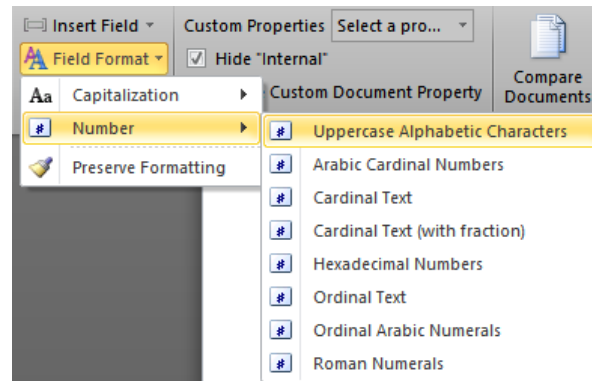 Insert Field
Custom Properties Select a pro...
Field Format
Hide "Internal"
Custom Document Property
Compare
Documents
Aa Capitalization
# Number
Preserve Formatting
# Uppercase Alphabetic Characters
# Arabic Cardinal Numbers
# Cardinal Text
# Cardinal Text (with fraction)
# Hexadecimal Numbers
# Ordinal Text
# Ordinal Arabic Numerals
# Roman Numerals